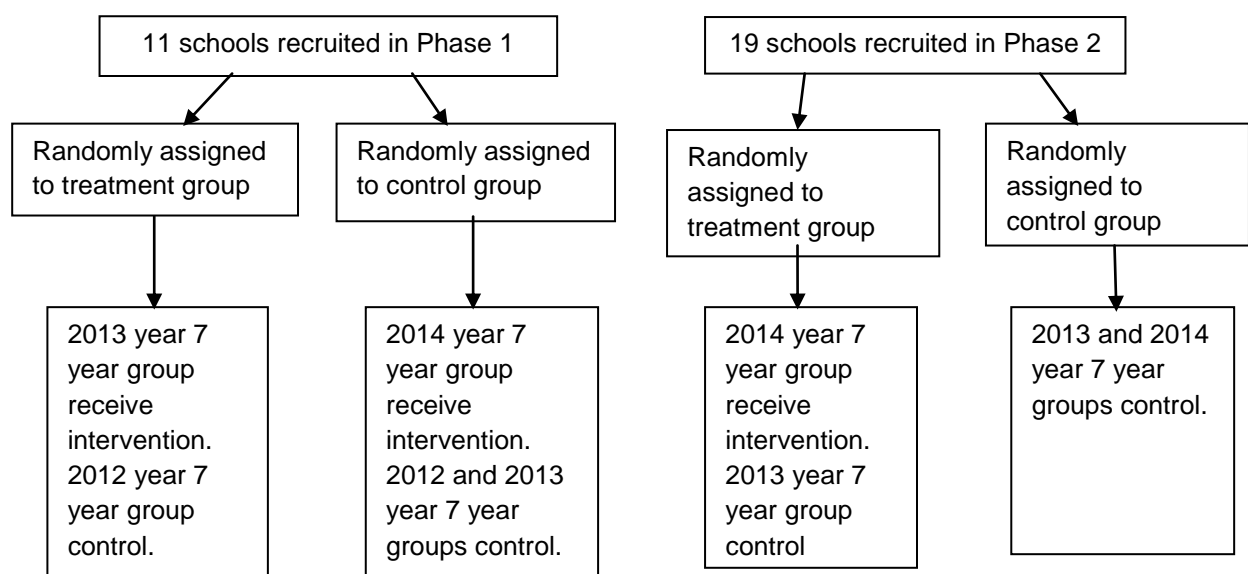 11 schools recruited in Phase 1
19 schools recruited in Phase 2
Randomly assigned
to treatment group
Randomly assigned
to control group
Randomly
assigned to
treatment group
Randomly
assigned to
control group
2013 year 7
year group
receive
intervention.
2012 year 7
year group
control.
2014 year 7
year group
receive
intervention.
2012 and 2013
year 7 year
groups control.
2014 year 7
year group
receive
intervention.
2013 year 7
year group
control
2013 and 2014
year 7 year
groups control.